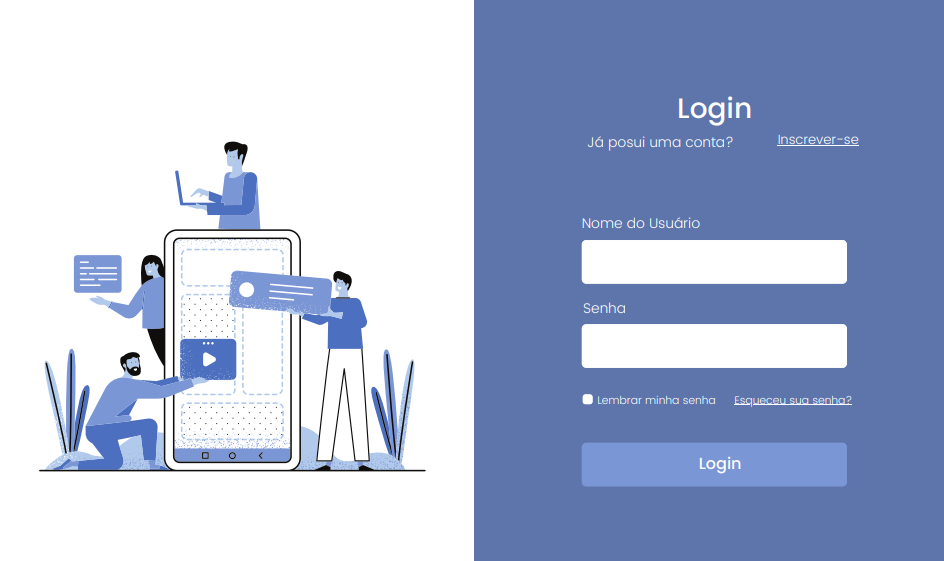 Login
Já posui uma conta? Inscrever-se
Nome do Usuário
Senha
Lembrar minha senha Esqueceu sua senha?
Login